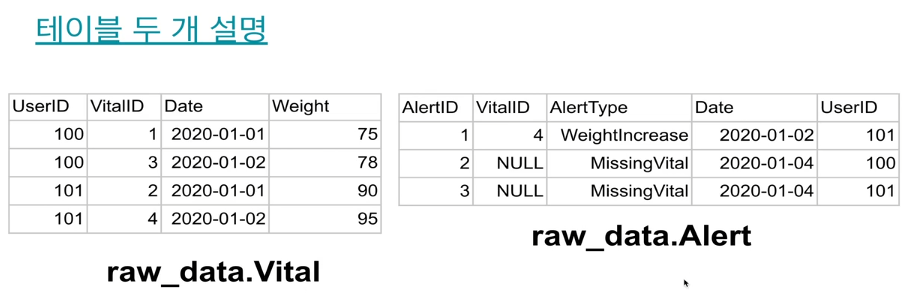 테이블 두 개 설명
UserID VitalID Date Weight
100 1 2020-01-01 75
100 3 2020-01-02 78
101 2 2020-01-01 90
101 4 2020-01-02 95
raw_data.Vital
AlertID VitalID AlertType Date UserID
1 4 WeightIncrease 2020-01-02 101
2 NULL MissingVital 2020-01-04 100
3 NULL MissingVital 2020-01-04 101
raw_data.Alert